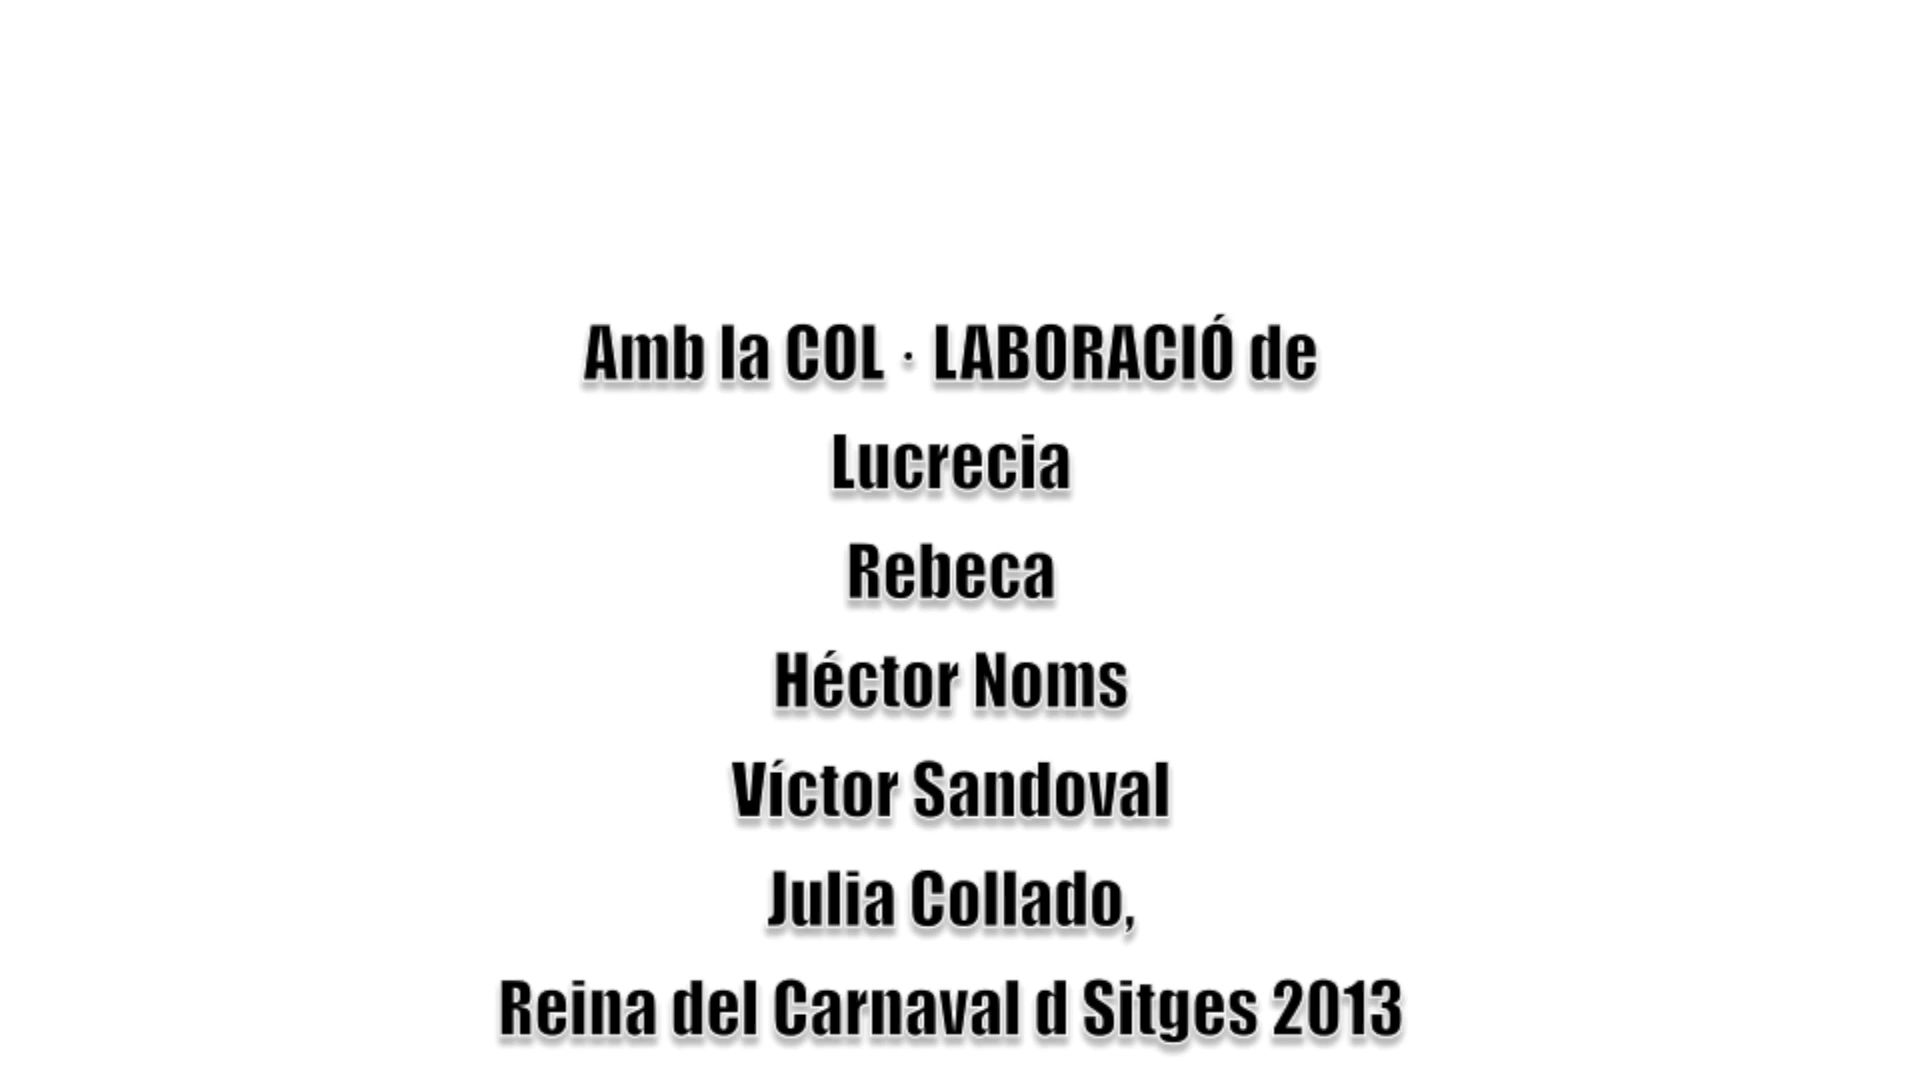 Amb la COL · LABORACIÓ de
Lucrecia
Rebeca
Héctor Noms
Víctor Sandoval
Julia Collado,
Reina del Carnaval d Sitges 2013